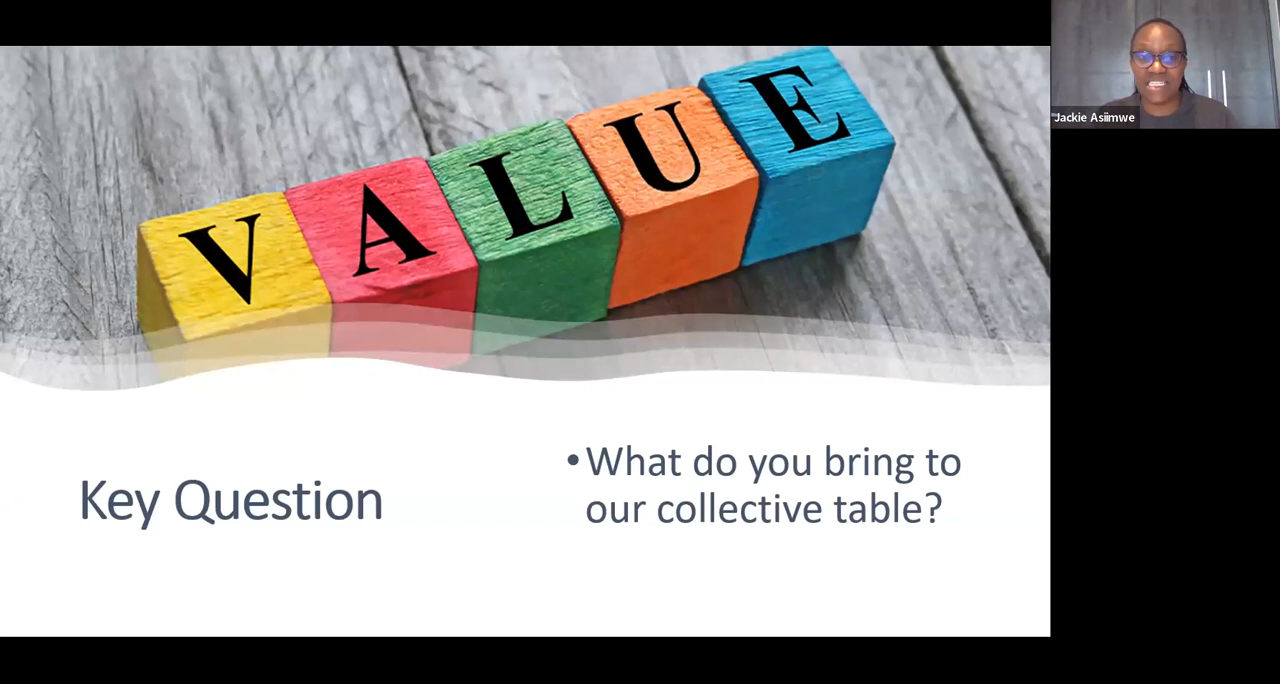 VALUE
Jackie Asiimwe
Key Question
•What do you bring to
our collective table?